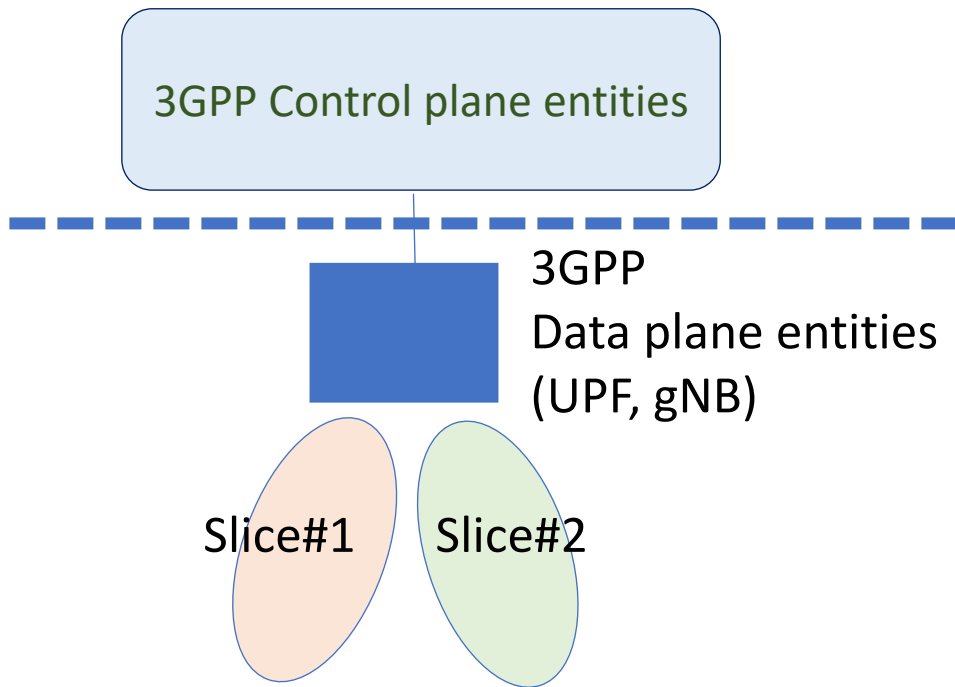 3GPP Control plane entities
3GPP
Data plane entities
(UPF, gNB)
Slice#1
Slice#2